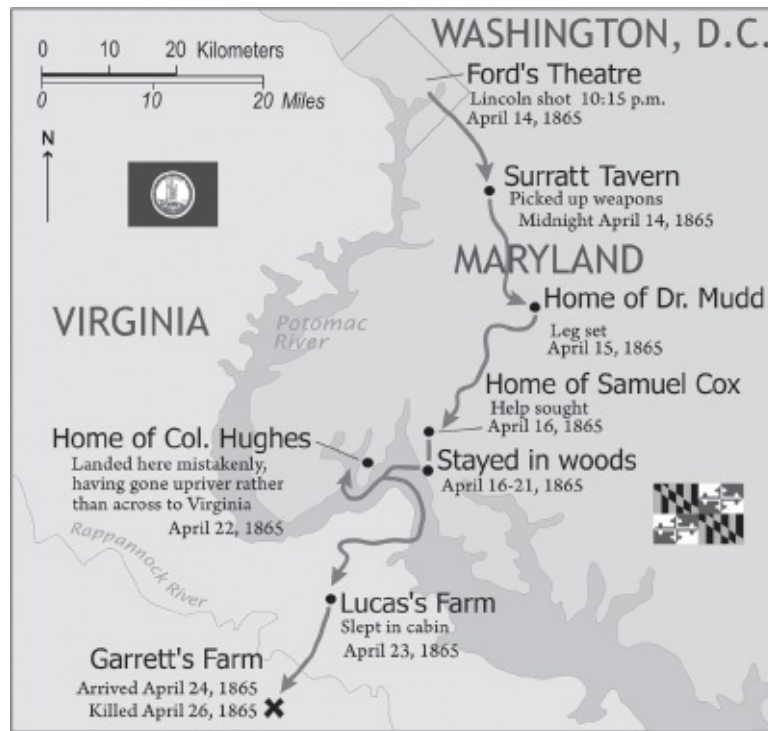 WASHINGTON, D.C.
0 10 20 Kilometers
0 10 20 Miles
N
Ford's Theatre
Lincoln shot 10:15 p.m.
April 14, 1865
Surratt Tavern
Picked up weapons
Midnight April 14, 1865
MARYLAND
Home of Dr. Mudd
Leg set
April 15, 1865
VIRGINIA
Potomac
River
Home of Samuel Cox
Help sought
April 16, 1865
Home of Col. Hughes
Landed here mistakenly,
having gone upriver rather
than across to Virginia
April 22, 1865
Stayed in woods
April 16-21, 1865
Rappannock River
Lucas's Farm
Slept in cabin
April 23, 1865
Garrett's Farm
Arrived April 24, 1865
Killed April 26, 1865